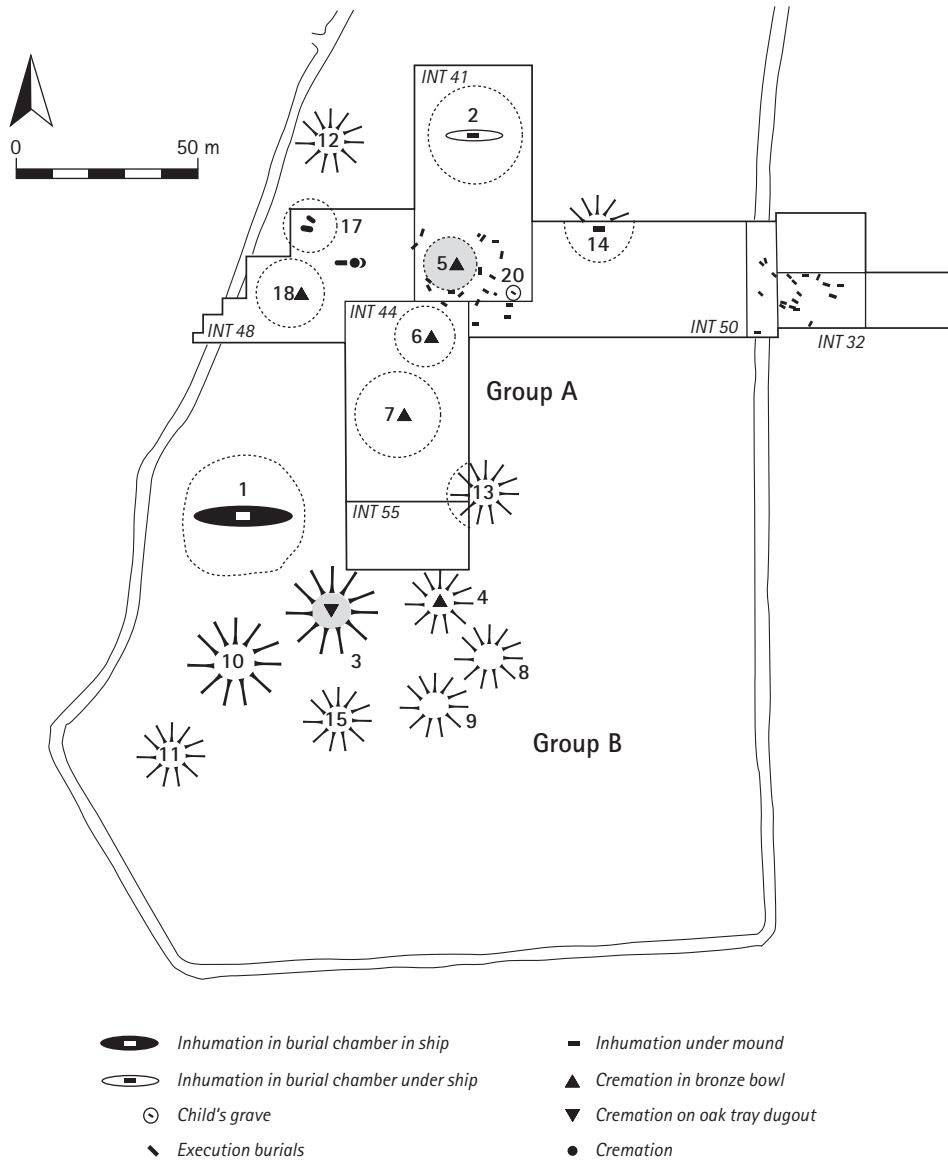 INT 41
2
12
0
50 m
17
14
5
20
18
INT 44
INT 48
INT 50
INT 32
6
Group A
7
1
13
INT 55
4
3
10
8
15
9
11
Group B
Inhumation in burial chamber in ship
Inhumation in burial chamber under ship
Child's grave
Execution burials
Inhumation under mound
Cremation in bronze bowl
Cremation on oak tray dugout
Cremation